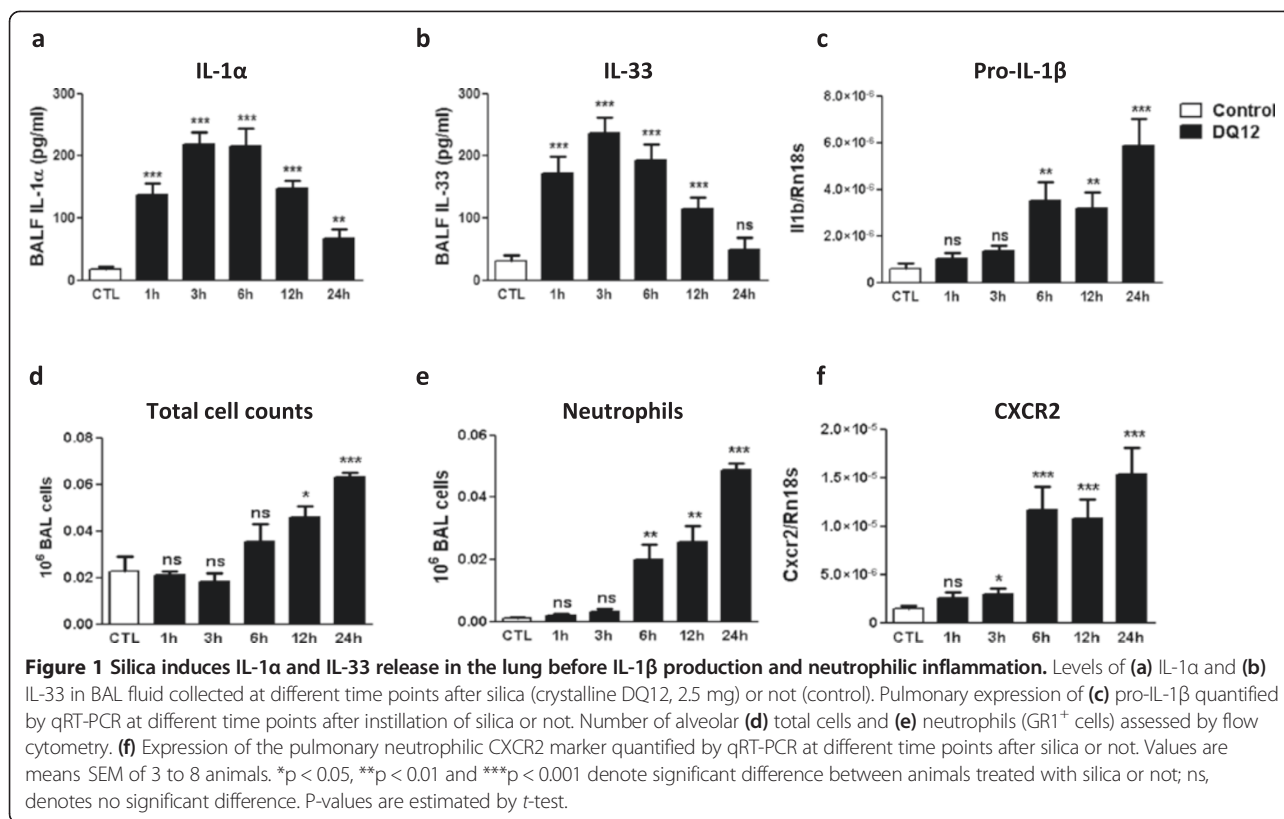 a
IL-1α
BALF IL-1α (pg/ml)
300
200
100
0
***
***
***
***
**
CTL 1h 3h 6h 12h 24h
b
IL-33
BALF IL-33 (pg/ml)
300
200
100
0
***
***
***
***
ns
CTL 1h 3h 6h 12h 24h
c
Pro-IL-1β
Il1b/Rn18s
8.0×10⁻⁶
6.0×10⁻⁶
4.0×10⁻⁶
2.0×10⁻⁶
0
ns
ns
**
**
***
CTL 1h 3h 6h 12h 24h
Control
DQ12
d
Total cell counts
10⁶ BAL cells
0.08
0.06
0.04
0.02
0.00
ns
ns
ns
*
***
CTL 1h 3h 6h 12h 24h
e
Neutrophils
10⁶ BAL cells
0.06
0.04
0.02
0.00
ns
ns
**
**
***
CTL 1h 3h 6h 12h 24h
f
CXCR2
Cxcr2/Rn18s
2.0×10⁻⁵
1.5×10⁻⁵
1.0×10⁻⁵
5.0×10⁻⁶
0
ns
*
***
***
***
CTL 1h 3h 6h 12h 24h
Figure 1 Silica induces IL-1α and IL-33 release in the lung before IL-1β production and neutrophilic inflammation. Levels of (a) IL-1α and (b)
IL-33 in BAL fluid collected at different time points after silica (crystalline DQ12, 2.5 mg) or not (control). Pulmonary expression of (c) pro-IL-1β quantified
by qRT-PCR at different time points after instillation of silica or not. Number of alveolar (d) total cells and (e) neutrophils (GR1⁺ cells) assessed by flow
cytometry. (f) Expression of the pulmonary neutrophilic CXCR2 marker quantified by qRT-PCR at different time points after silica or not. Values are
means SEM of 3 to 8 animals. *p < 0.05, **p < 0.01 and ***p < 0.001 denote significant difference between animals treated with silica or not; ns,
denotes no significant difference. P-values are estimated by t-test.